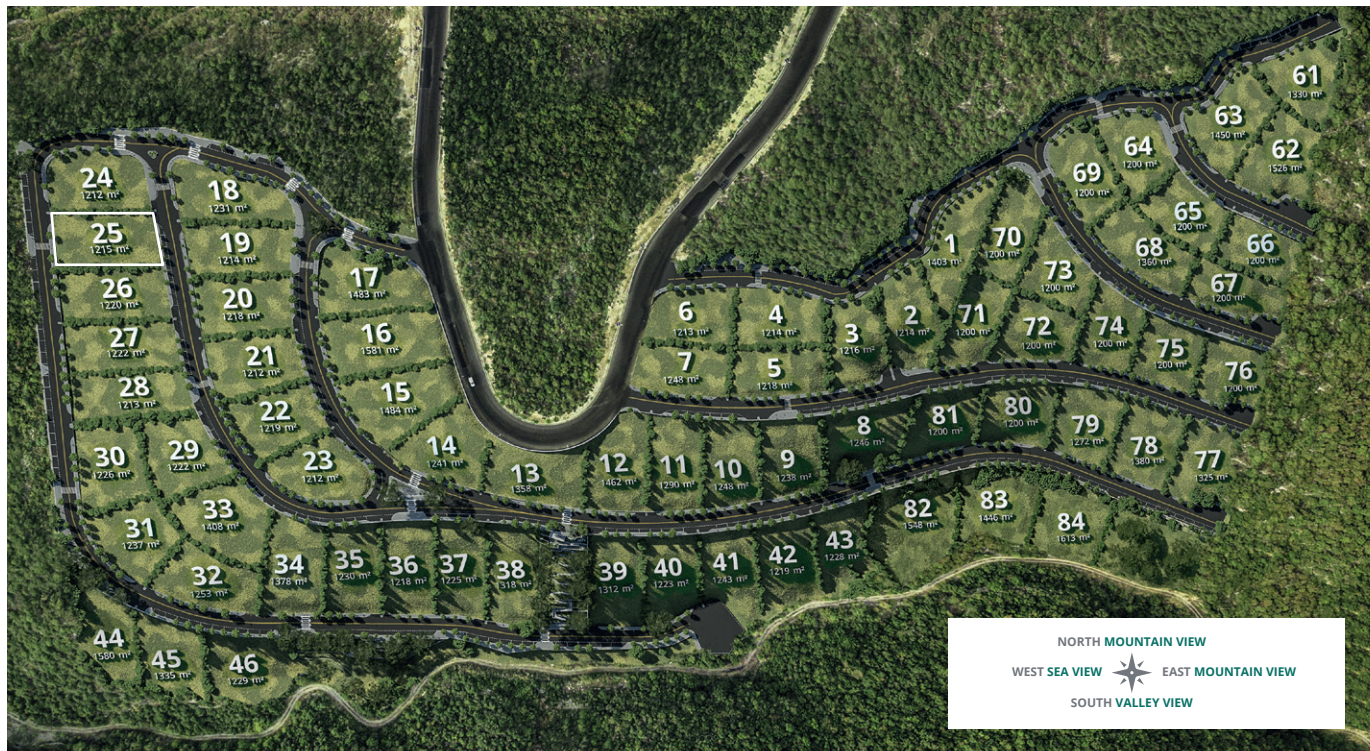 61
1330 m²
63
1450 m²
64
1200 m²
62
1526 m²
69
1200 m²
24
1212 m²
18
1231 m²
65
1200 m²
25
1215 m²
19
1214 m²
1
1403 m²
70
1200 m²
68
1360 m²
66
1200 m²
17
1483 m²
73
1200 m²
67
1200 m²
26
1220 m²
20
1218 m²
6
1213 m²
4
1214 m²
2
1214 m²
71
1200 m²
72
1200 m²
74
1200 m²
27
1222 m²
16
1581 m²
3
1216 m²
75
1200 m²
21
1212 m²
7
1248 m²
5
1218 m²
76
1200 m²
28
1213 m²
15
1484 m²
22
1219 m²
80
1200 m²
81
1200 m²
8
1246 m²
79
1272 m²
14
1241 m²
78
380 m²
30
1226 m²
29
1222 m²
23
1212 m²
13
1358 m²
12
1462 m²
11
1290 m²
10
1248 m²
9
1238 m²
77
1325 m²
33
1408 m²
82
1548 m²
83
1446 m²
84
1613 m²
31
1237 m²
43
1228 m²
32
1253 m²
34
1378 m²
35
1230 m²
36
1218 m²
37
1225 m²
38
318 m²
39
1312 m²
40
1223 m²
41
1243 m²
42
1219 m²
44
1580 m²
45
1335 m²
46
1229 m²
NORTH MOUNTAIN VIEW
WEST SEA VIEW
EAST MOUNTAIN VIEW
SOUTH VALLEY VIEW